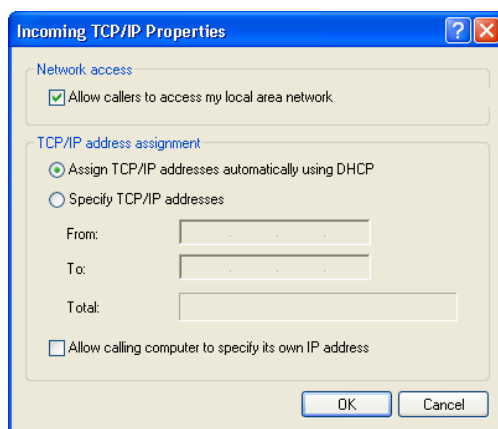 Incoming TCP/IP Properties
Network access
Allow callers to access my local area network
TCP/IP address assignment
Assign TCP/IP addresses automatically using DHCP
Specify TCP/IP addresses
From:
To:
Total:
Allow calling computer to specify its own IP address
OK Cancel